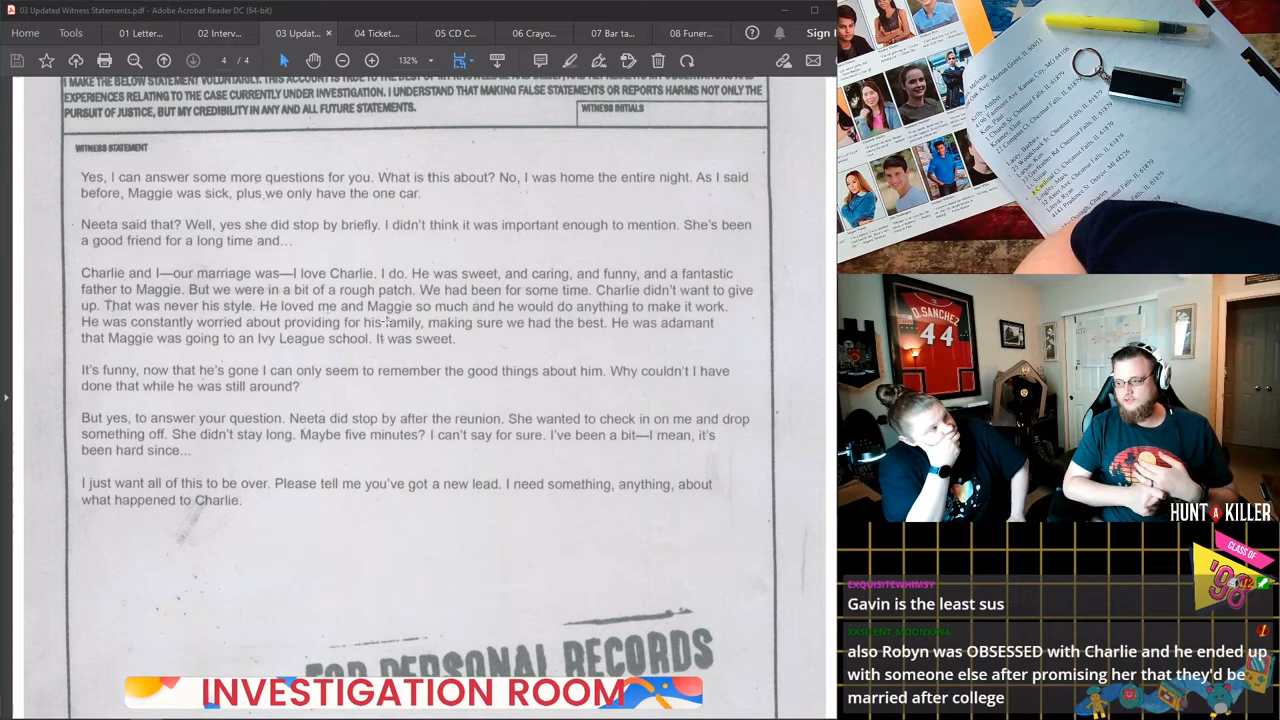 03 Updated Witness Statements.pdf - Adobe Acrobat Reader DC (64-bit)
Home
Tools
01 Letter...
02 Interv...
03 Updat... ×
04 Ticket...
05 CD C...
06 Crayo...
07 Bar ta...
08 Funer...
Sign I
4 / 4
132%
EXPERIENCES RELATING TO THE CASE CURRENTLY UNDER INVESTIGATION. I UNDERSTAND THAT MAKING FALSE STATEMENTS OR REPORTS HARMS NOT ONLY THE
PURSUIT OF JUSTICE, BUT MY CREDIBILITY IN ANY AND ALL FUTURE STATEMENTS.
WITNESS INITIALS
WITNESS STATEMENT
Yes, I can answer some more questions for you. What is this about? No, I was home the entire night. As I said
before, Maggie was sick, plus we only have the one car.
Neeta said that? Well, yes she did stop by briefly. I didn't think it was important enough to mention. She's been
a good friend for a long time and...
Charlie and I—our marriage was—I love Charlie. I do. He was sweet, and caring, and funny, and a fantastic
father to Maggie. But we were in a bit of a rough patch. We had been for some time. Charlie didn't want to give
up. That was never his style. He loved me and Maggie so much and he would do anything to make it work.
He was constantly worried about providing for his family, making sure we had the best. He was adamant
that Maggie was going to an Ivy League school. It was sweet.
It's funny, now that he's gone I can only seem to remember the good things about him. Why couldn't I have
done that while he was still around?
But yes, to answer your question. Neeta did stop by after the reunion. She wanted to check in on me and drop
something off. She didn't stay long. Maybe five minutes? I can't say for sure. I've been a bit—I mean, it's
been hard since...
I just want all of this to be over. Please tell me you've got a new lead. I need something, anything, about
what happened to Charlie.
FOR PERSONAL RECORDS
INVESTIGATION ROOM
Kelly, Amber
Kim, Paul
D.SANCHEZ
44
HUNT A KILLER
CLASS OF
'98
EXQUISITEWHIMSY
Gavin is the least sus
XXSILENT_MOONXX94
also Robyn was OBSESSED with Charlie and he ended up
with someone else after promising her that they'd be
married after college